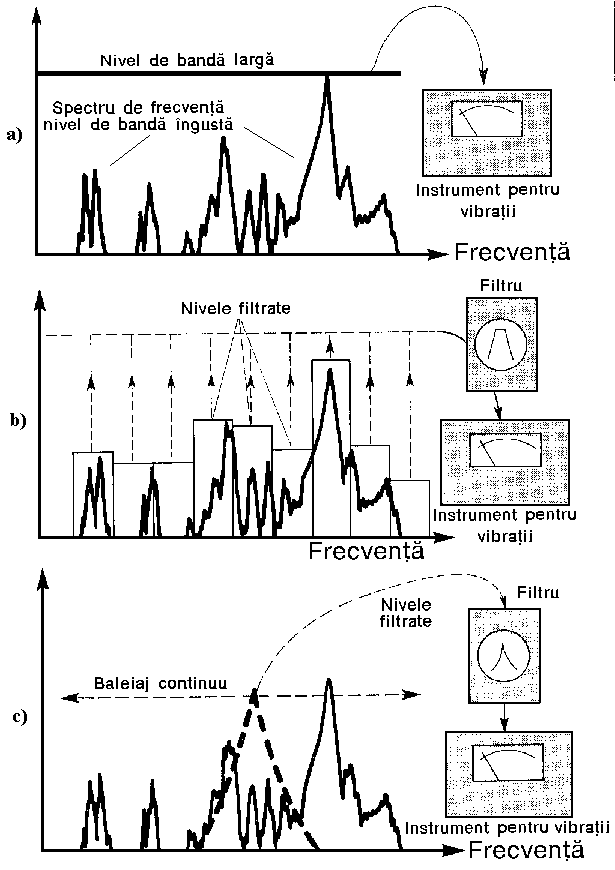 Nivel de bandă largă
Spectru de frecvență
nivel de bandă îngustă
a)
Instrument pentru
vibrații
Frecvență
Filtru
Nivele filtrate
b)
Instrument pentru
vibrații
Frecvență
Filtru
Nivele
filtrate
Baleiaj continuu
c)
Instrument pentru vibrații
Frecvență